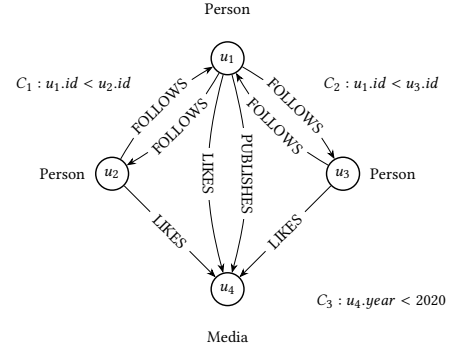 Person
u₁
C₁ : u₁.id < u₂.id
C₂ : u₁.id < u₃.id
FOLLOWS
FOLLOWS
FOLLOWS
FOLLOWS
LIKES
PUBLISHES
Person
u₂
u₃
Person
LIKES
LIKES
u₄
C₃ : u₄.year < 2020
Media